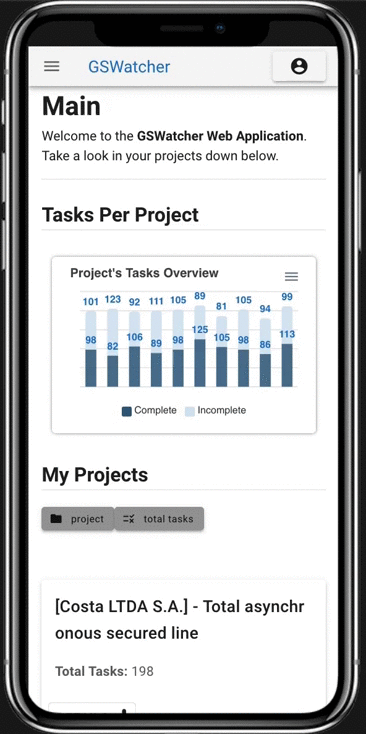 GSWatcher
Main
Welcome to the GSWatcher Web Application.
Take a look in your projects down below.
Tasks Per Project
Project's Tasks Overview
101 123 92 111 105 89 81 105 94 99
98 82 106 89 98 125 105 98 86 113
Complete Incomplete
My Projects
project total tasks
[Costa LTDA S.A.] - Total asynchr
onous secured line
Total Tasks: 198